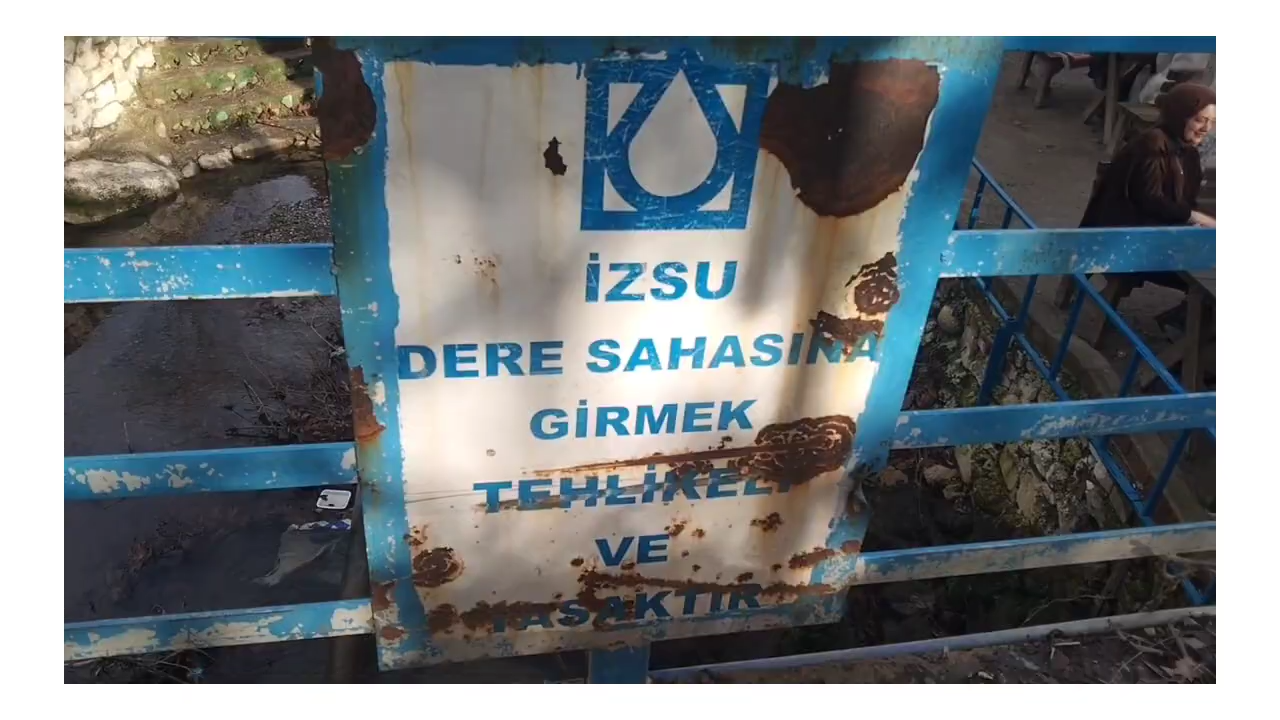 İZSU
DERE SAHASINA
GİRMEK
TEHLİKELİ
VE
YASAKTIR